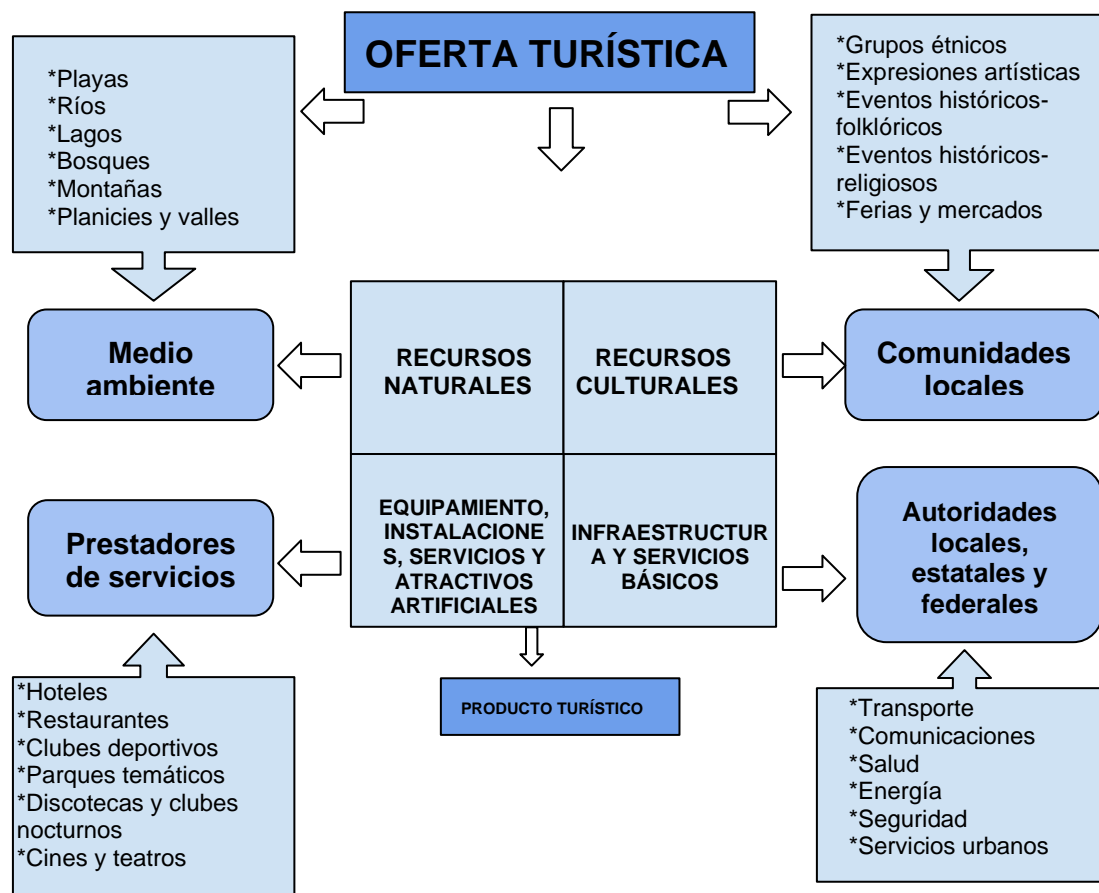 OFERTA TURÍSTICA
*Playas
*Ríos
*Lagos
*Bosques
*Montañas
*Planicies y valles
*Grupos étnicos
*Expresiones artísticas
*Eventos históricos-
folklóricos
*Eventos históricos-
religiosos
*Ferias y mercados
Medio
ambiente
RECURSOS
NATURALES
RECURSOS
CULTURALES
Comunidades
locales
Prestadores
de servicios
EQUIPAMIENTO,
INSTALACIONE
S, SERVICIOS Y
ATRACTIVOS
ARTIFICIALES
INFRAESTRUCTUR
A Y SERVICIOS
BÁSICOS
Autoridades
locales,
estatales y
federales
*Hoteles
*Restaurantes
*Clubes deportivos
*Parques temáticos
*Discotecas y clubes
nocturnos
*Cines y teatros
PRODUCTO TURÍSTICO
*Transporte
*Comunicaciones
*Salud
*Energía
*Seguridad
*Servicios urbanos